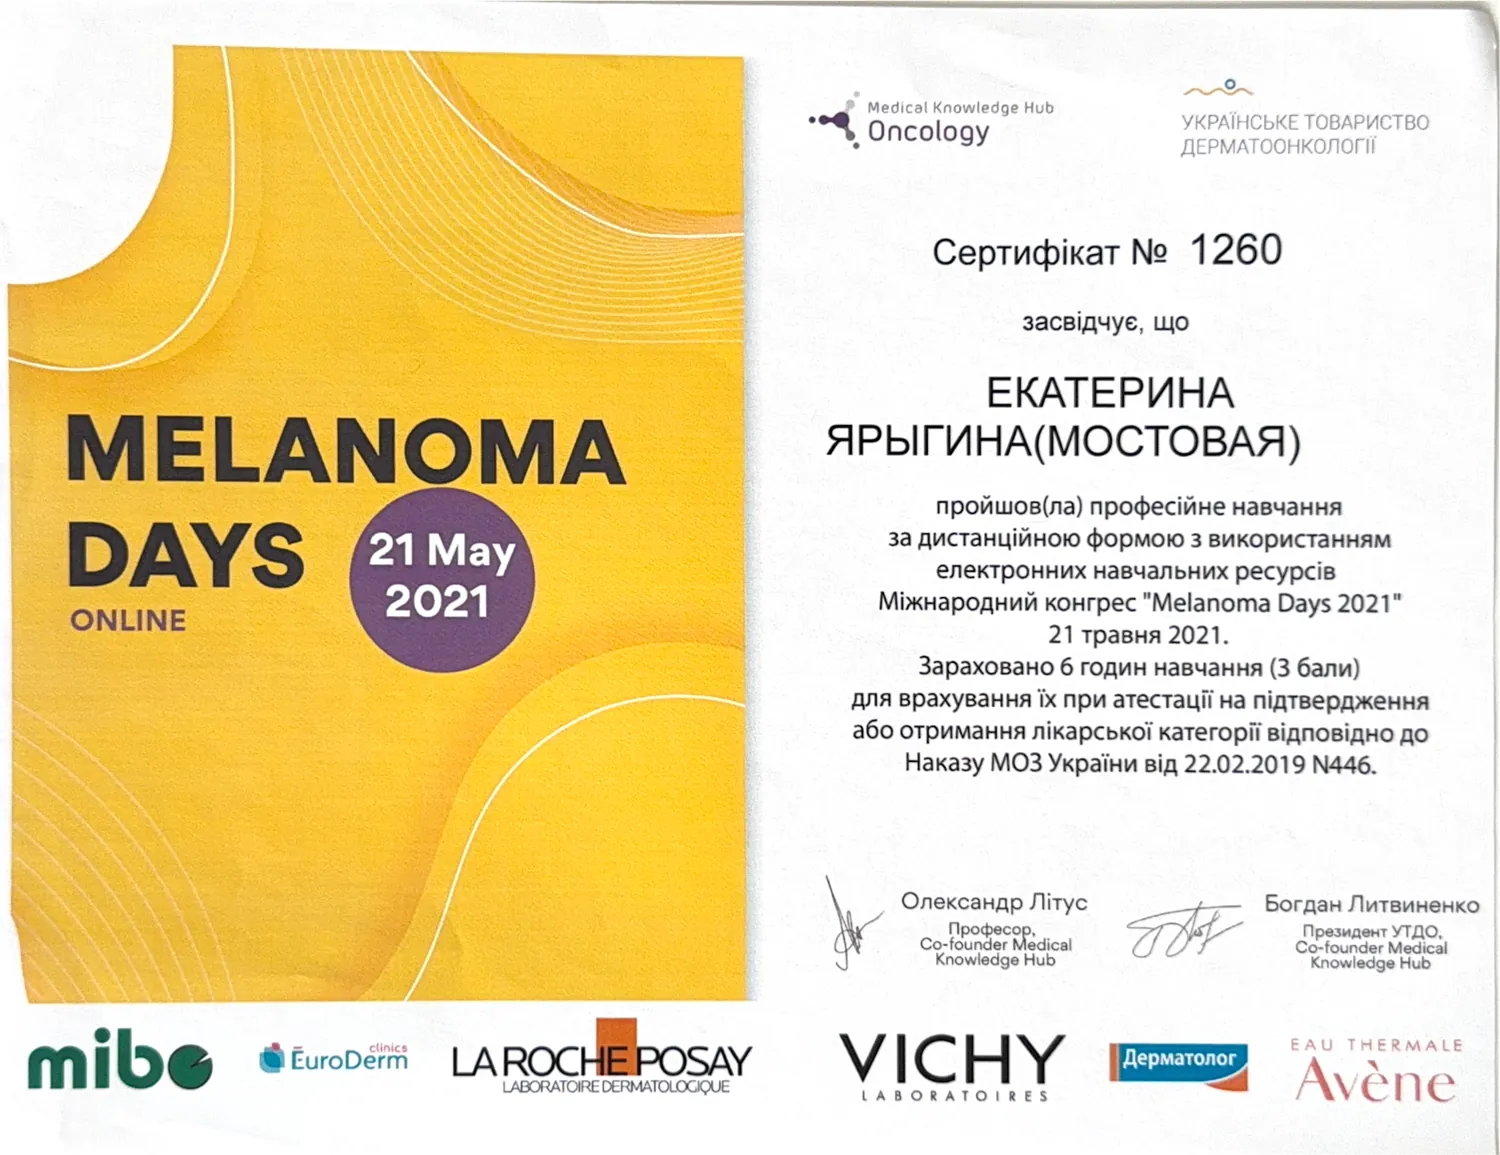 MELANOMA
DAYS
ONLINE
21 May
2021
Medical Knowledge Hub
Oncology
УКРАЇНСЬКЕ ТОВАРИСТВО
ДЕРМАТООНКОЛОГІЇ
Сертифікат № 1260
засвідчує, що
ЕКАТЕРИНА
ЯРЫГИНА(МОСТОВАЯ)
пройшов(ла) професійне навчання
за дистанційною формою з використанням
електронних навчальних ресурсів
Міжнародний конгрес "Melanoma Days 2021"
21 травня 2021.
Зараховано 6 годин навчання (3 бали)
для врахування їх при атестації на підтвердження
або отримання лікарської категорії відповідно до
Наказу МОЗ України від 22.02.2019 N446.
Олександр Літус
Професор,
Co-founder Medical
Knowledge Hub
Богдан Литвиненко
Президент УТДО,
Co-founder Medical
Knowledge Hub
mibe
EuroDerm
clinics
LA ROCHE POSAY
LABORATOIRE DERMATOLOGIQUE
VICHY
LABORATOIRES
Дерматолог
EAU THERMALE
Avène